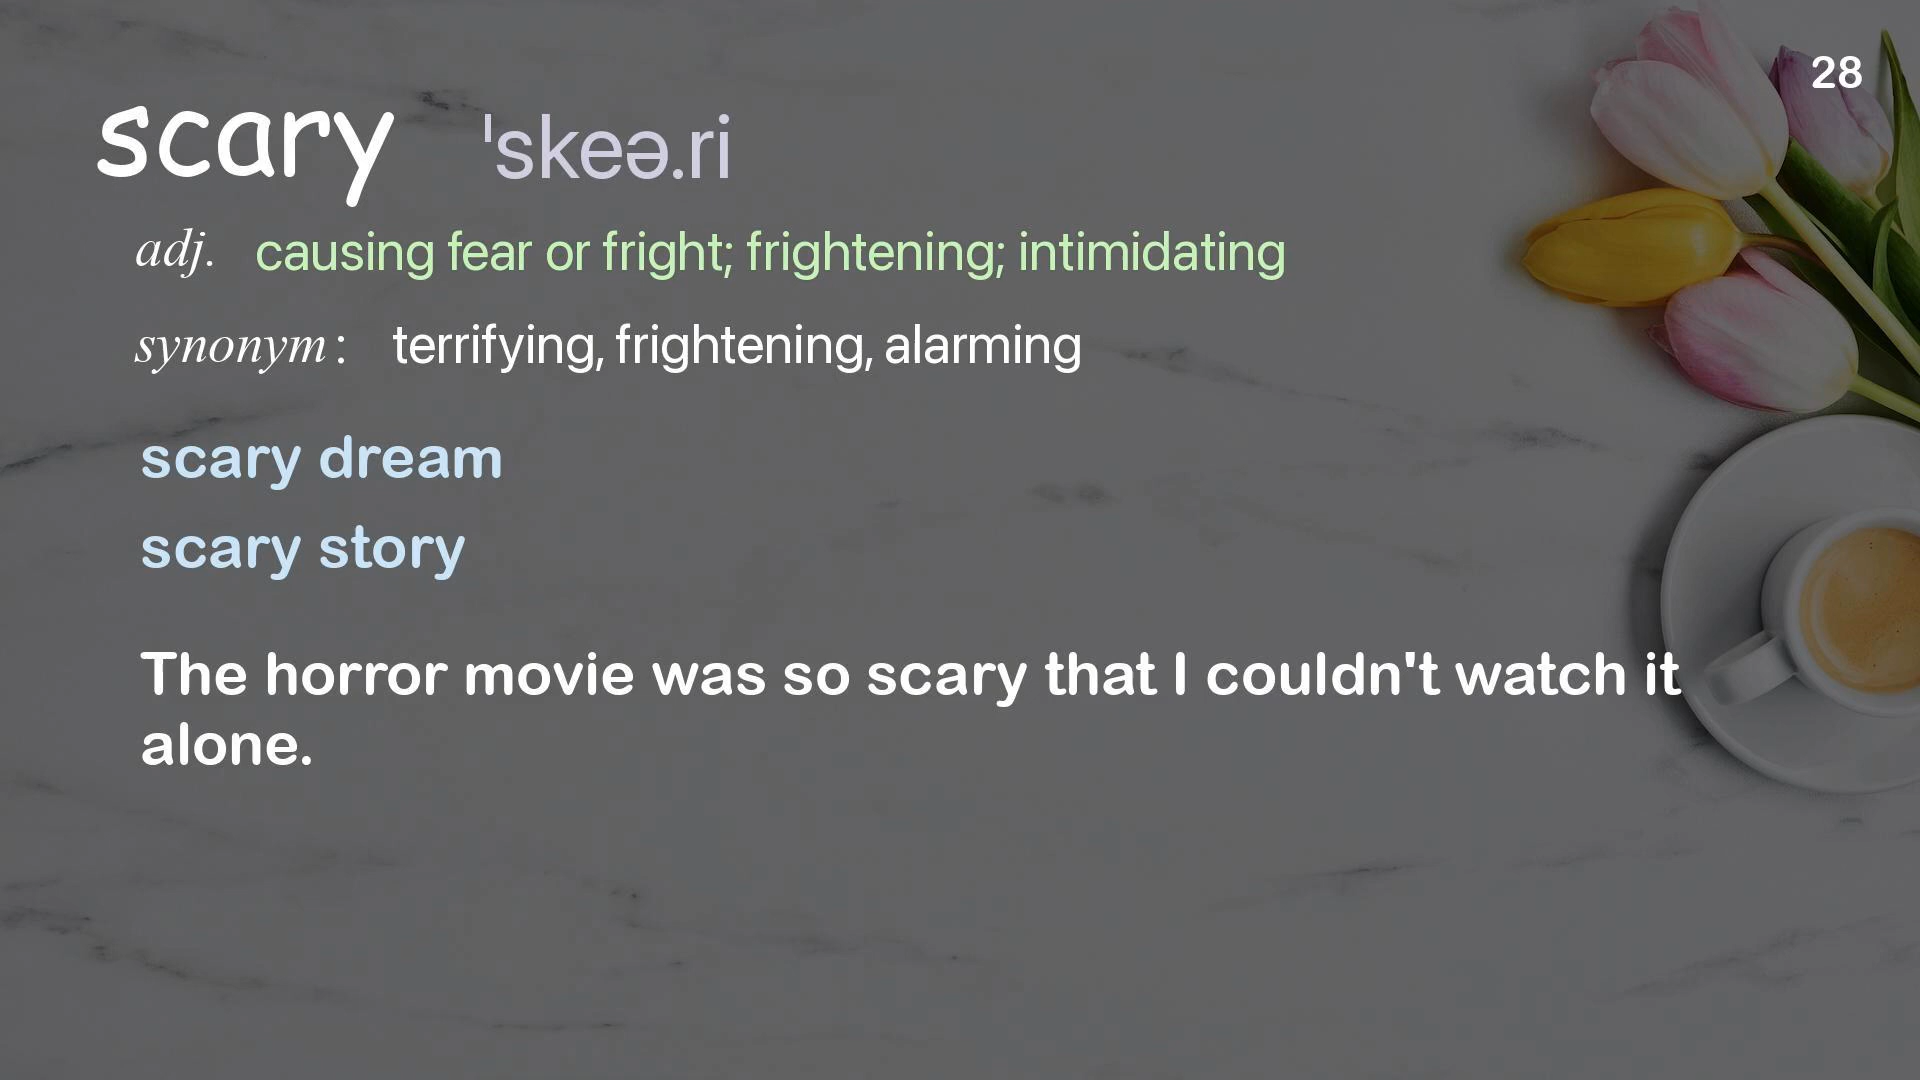 28
scary ˈskeə.ri
adj. causing fear or fright; frightening; intimidating
synonym: terrifying, frightening, alarming
scary dream
scary story
The horror movie was so scary that I couldn't watch it
alone.